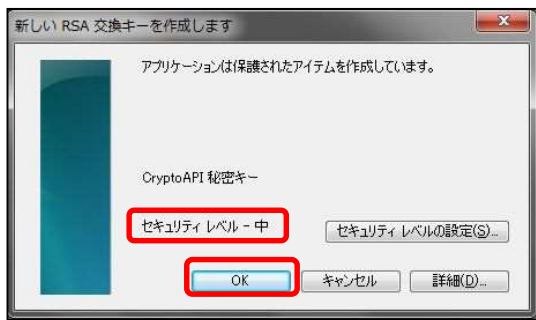 新しい RSA 交換キーを作成します
アプリケーションは保護されたアイテムを作成しています。
CryptoAPI 秘密キー
セキュリティ レベル - 中
セキュリティ レベルの設定(S)...
OK
キャンセル
詳細(D)...